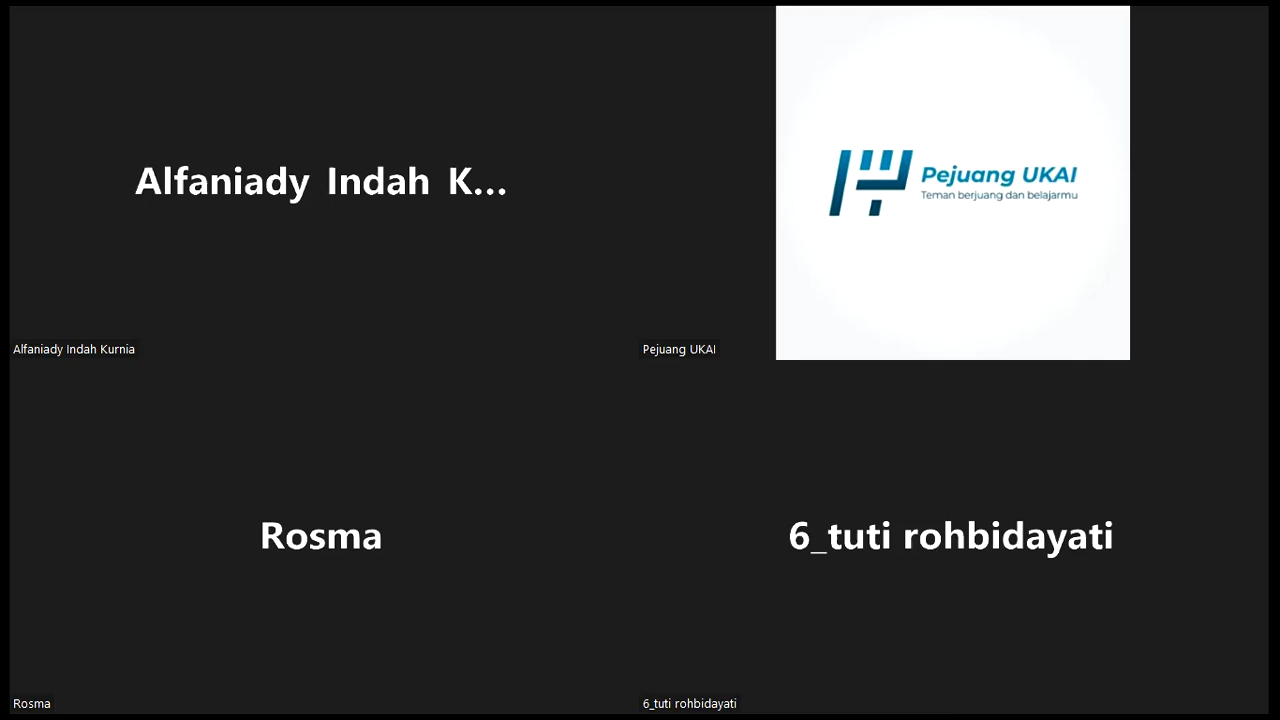 Alfaniady Indah K...
Alfaniady Indah Kurnia
Pejuang UKAI
Teman berjuang dan belajarmu
Pejuang UKAI
Rosma
Rosma
6_tuti rohbidayati
6_tuti rohbidayati